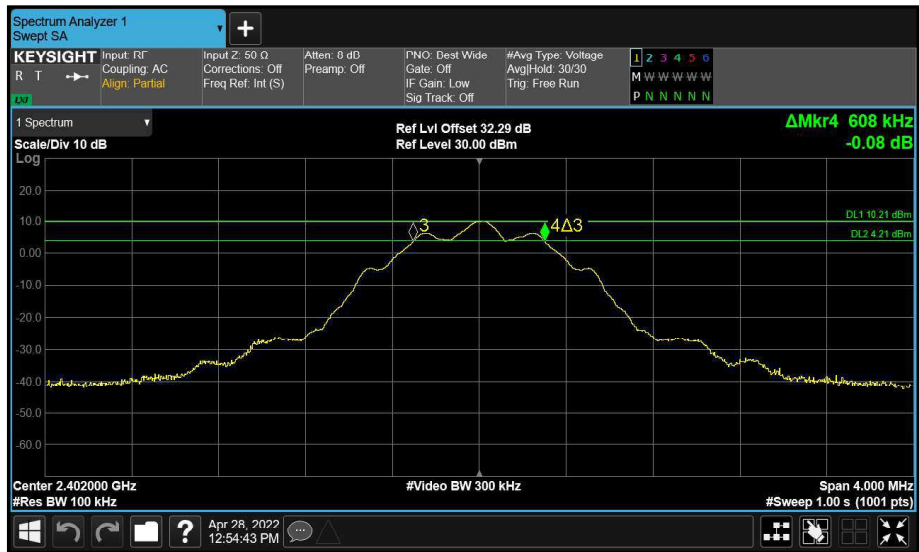 Spectrum Analyzer 1
Swept SA
KEYSIGHT
R T
LXI
Input: RF
Coupling: AC
Align: Partial
Input Z: 50 Ω
Corrections: Off
Freq Ref: Int (S)
Atten: 8 dB
Preamp: Off
PNO: Best Wide
Gate: Off
IF Gain: Low
Sig Track: Off
#Avg Type: Voltage
Avg|Hold: 30/30
Trig: Free Run
1 2 3 4 5 6
M W W W W W
P N N N N N
1 Spectrum
Scale/Div 10 dB
Log
Ref Lvl Offset 32.29 dB
Ref Level 30.00 dBm
ΔMkr4 608 kHz
-0.08 dB
20.0
10.0
0.00
-10.0
-20.0
-30.0
-40.0
-50.0
-60.0
3
4Δ3
DL1 10.21 dBm
DL2 4.21 dBm
Center 2.402000 GHz
#Res BW 100 kHz
#Video BW 300 kHz
Span 4.000 MHz
#Sweep 1.00 s (1001 pts)
?
Apr 28, 2022
12:54:43 PM